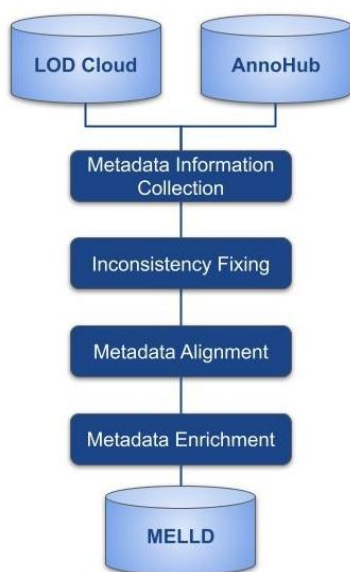 LOD Cloud
AnnoHub
Metadata Information
Collection
Inconsistency Fixing
Metadata Alignment
Metadata Enrichment
MELLD